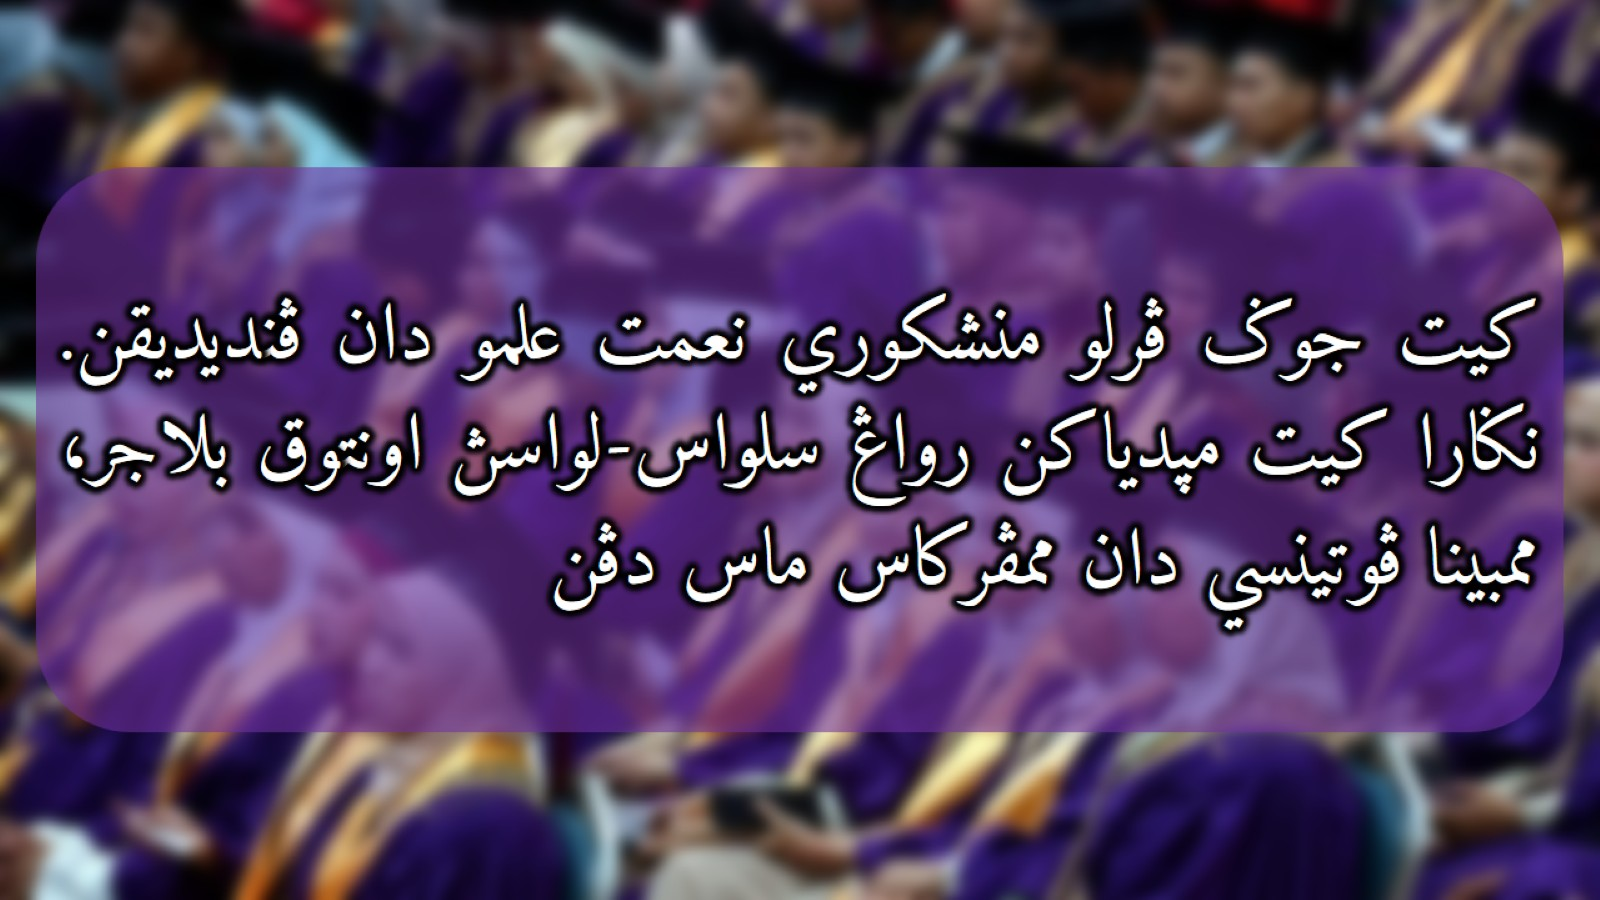 كيت جوݢ ڤرلو منشكوري نعمت علمو دان ڤنديديقن.
نݢارا كيت مپدياكن رواڠ سلواس-لواسڽ اونتوق بلاجر،
ممبينا ڤوتينسي دان ممڤركاس ماس دڤن